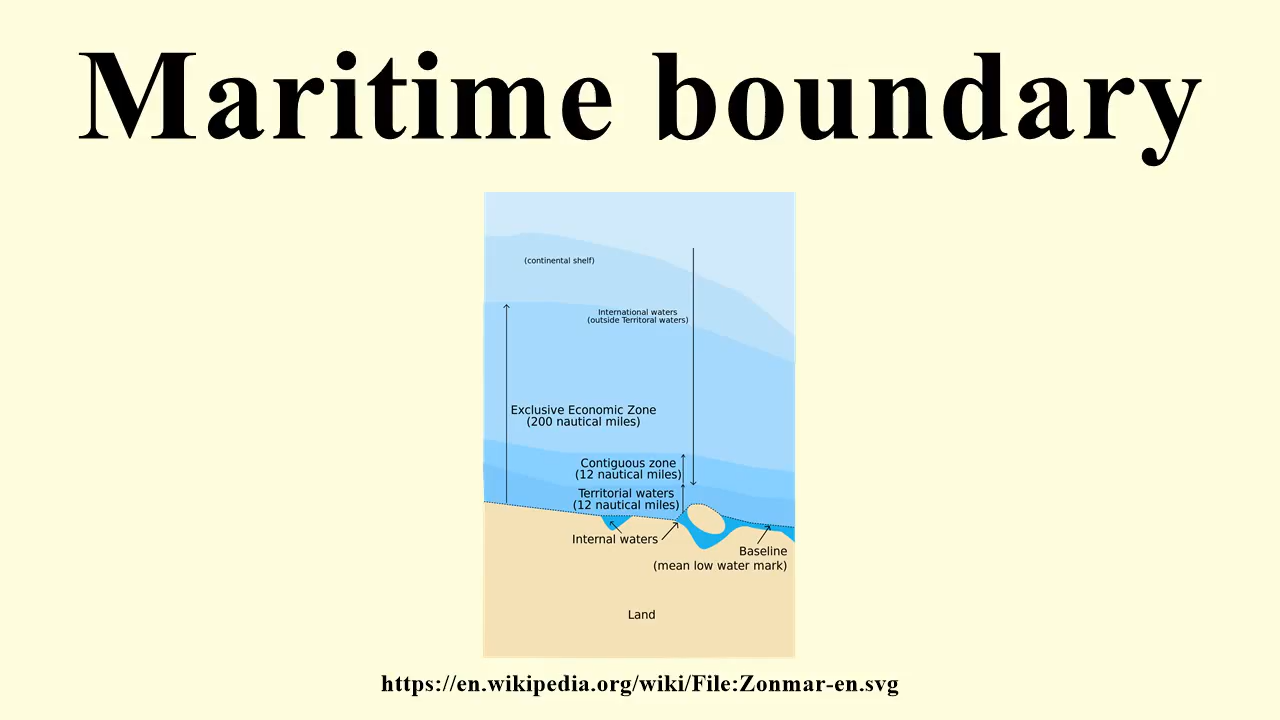 Maritime boundary
(continental shelf)
International waters
(outside Territoral waters)
Exclusive Economic Zone
(200 nautical miles)
Contiguous zone
(12 nautical miles)
Territorial waters
(12 nautical miles)
Internal waters
Baseline
(mean low water mark)
Land
https://en.wikipedia.org/wiki/File:Zonmar-en.svg